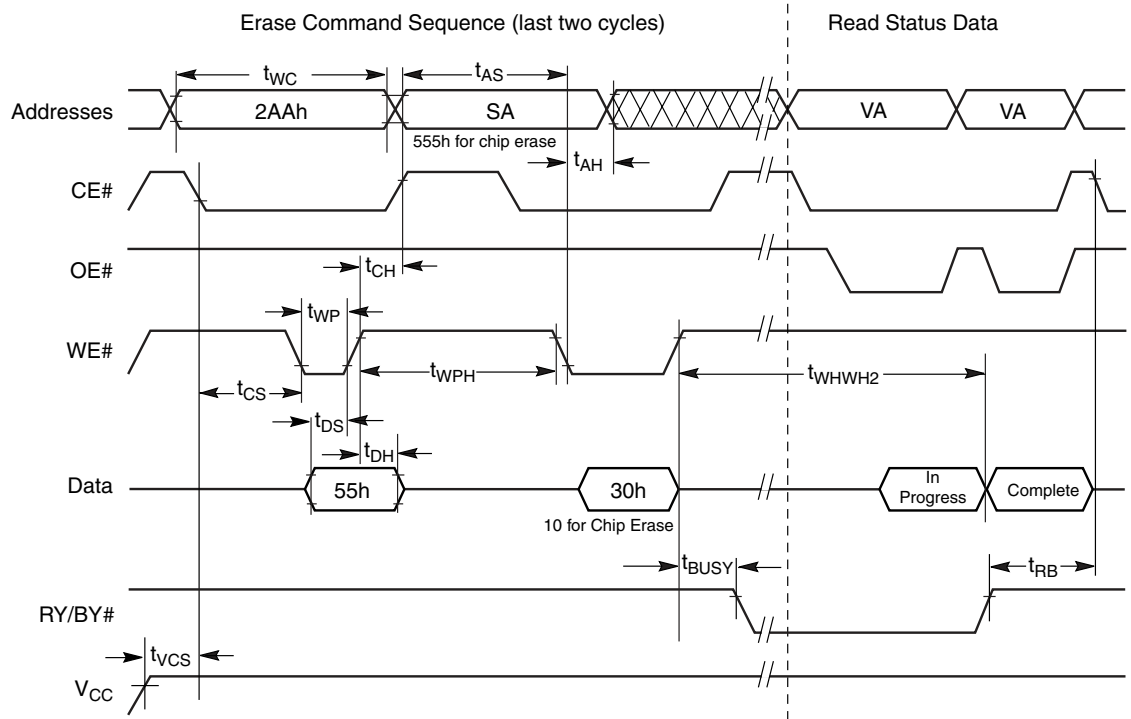 Erase Command Sequence (last two cycles)
Read Status Data
tWC
tAS
Addresses
2AAh
SA
VA
VA
555h for chip erase
tAH
CE#
OE#
tCH
tWP
WE#
tWPH
tWHWH2
tCS
tDS
tDH
Data
55h
30h
In
Progress
Complete
10 for Chip Erase
tBUSY
tRB
RY/BY#
tVCS
VCC